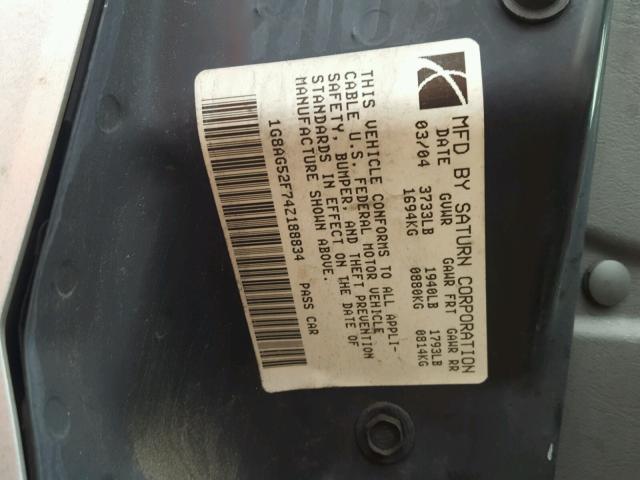 MFD BY SATURN CORPORATION
DATE GVWR GAWR FRT GAWR RR
03/04 3733LB 1940LB 1793LB
1694KG 0880KG 0814KG
THIS VEHICLE CONFORMS TO ALL APPLI-
CABLE U.S. FEDERAL MOTOR VEHICLE
SAFETY, BUMPER, AND THEFT PREVENTION
STANDARDS IN EFFECT ON THE DATE OF
MANUFACTURE SHOWN ABOVE.
1G8AG52F74Z188834 PASS CAR